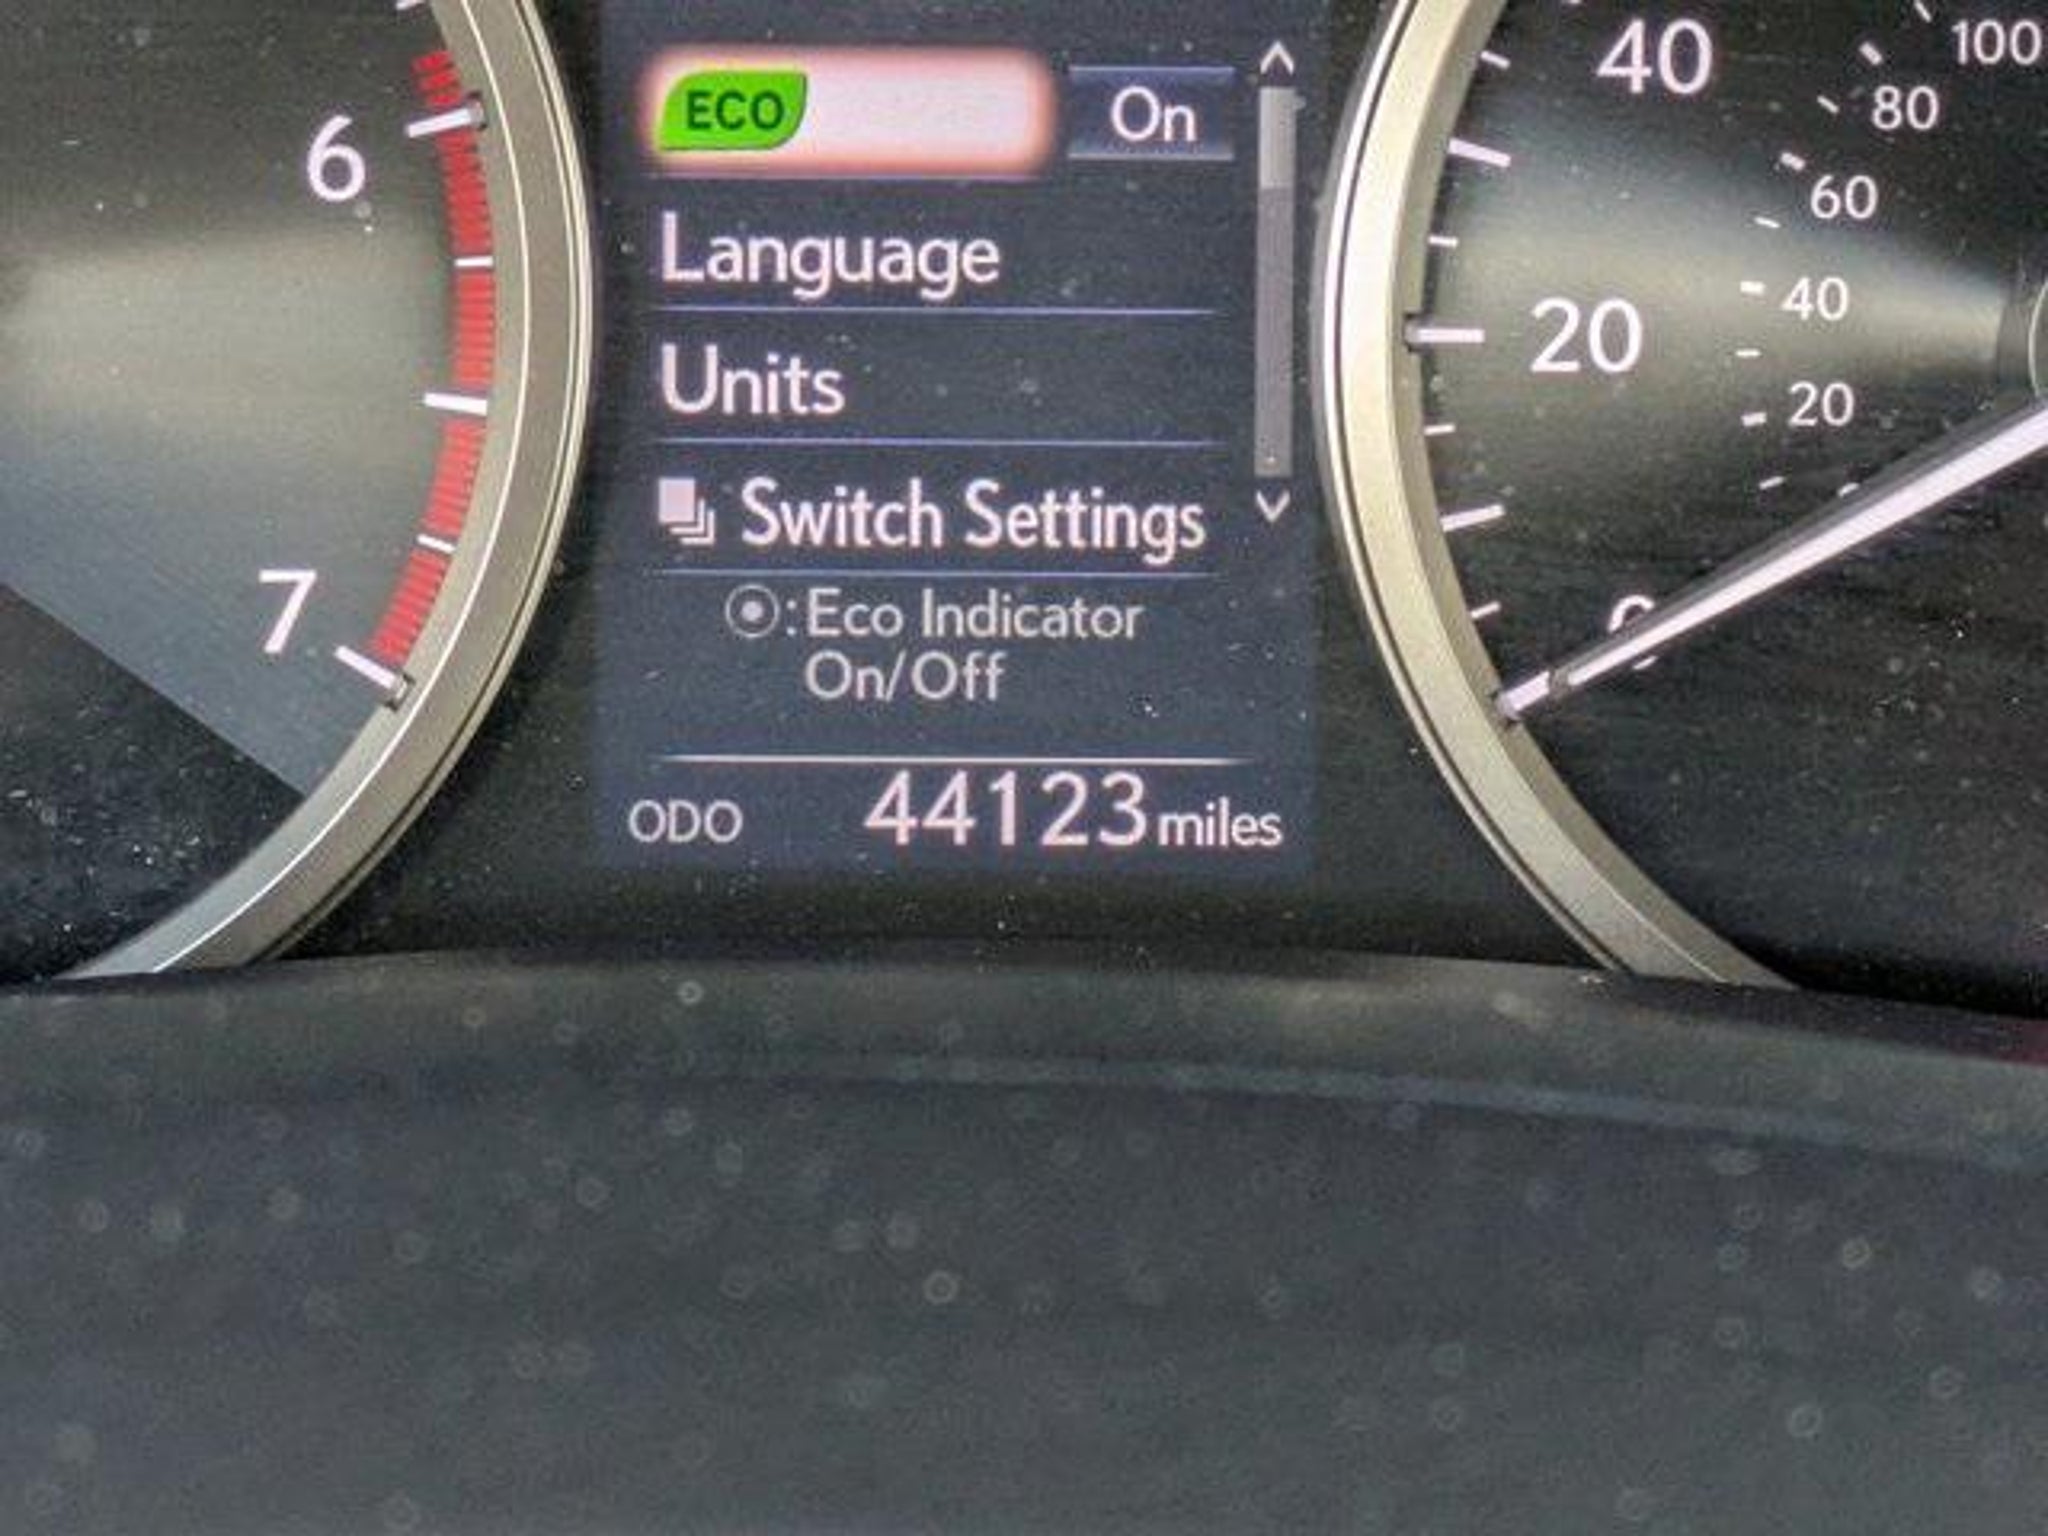 ECO On
Language
Units
Switch Settings
: Eco Indicator
On/Off
ODO 44123 miles
6
7
40
20
0
100
80
60
40
20